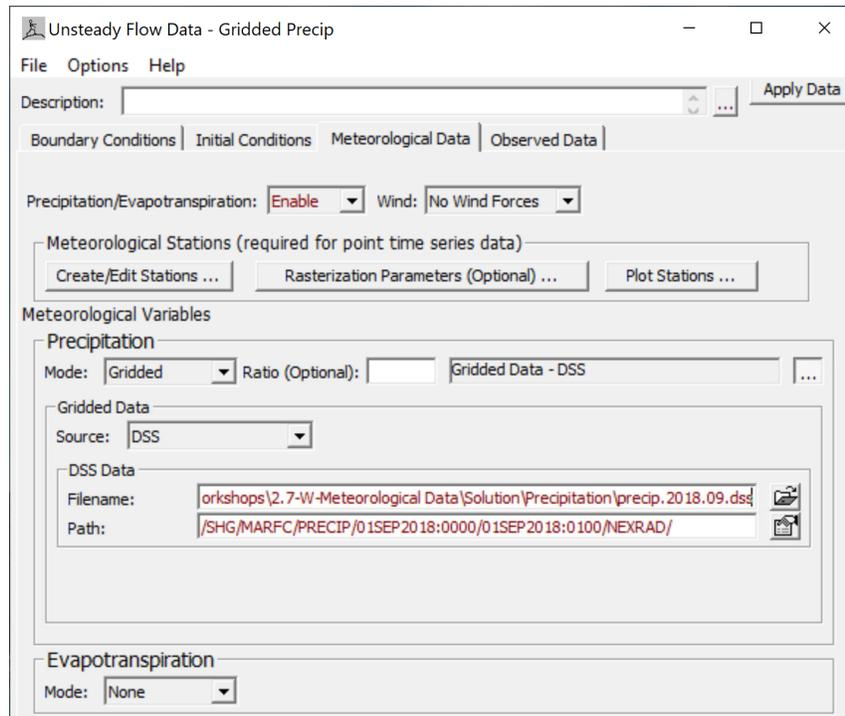 Unsteady Flow Data - Gridded Precip
File Options Help
Description: ... Apply Data
Boundary Conditions Initial Conditions Meteorological Data Observed Data
Precipitation/Evapotranspiration: Enable Wind: No Wind Forces
Meteorological Stations (required for point time series data)
Create/Edit Stations ... Rasterization Parameters (Optional) ... Plot Stations ...
Meteorological Variables
Precipitation
Mode: Gridded Ratio (Optional): Gridded Data - DSS ...
Gridded Data
Source: DSS
DSS Data
Filename: orkshops\2.7-W-Meteorological Data\Solution\Precipitation\precip.2018.09.dss
Path: /SHG/MARFC/PRECIP/01SEP2018:0000/01SEP2018:0100/NEXRAD/
Evapotranspiration
Mode: None